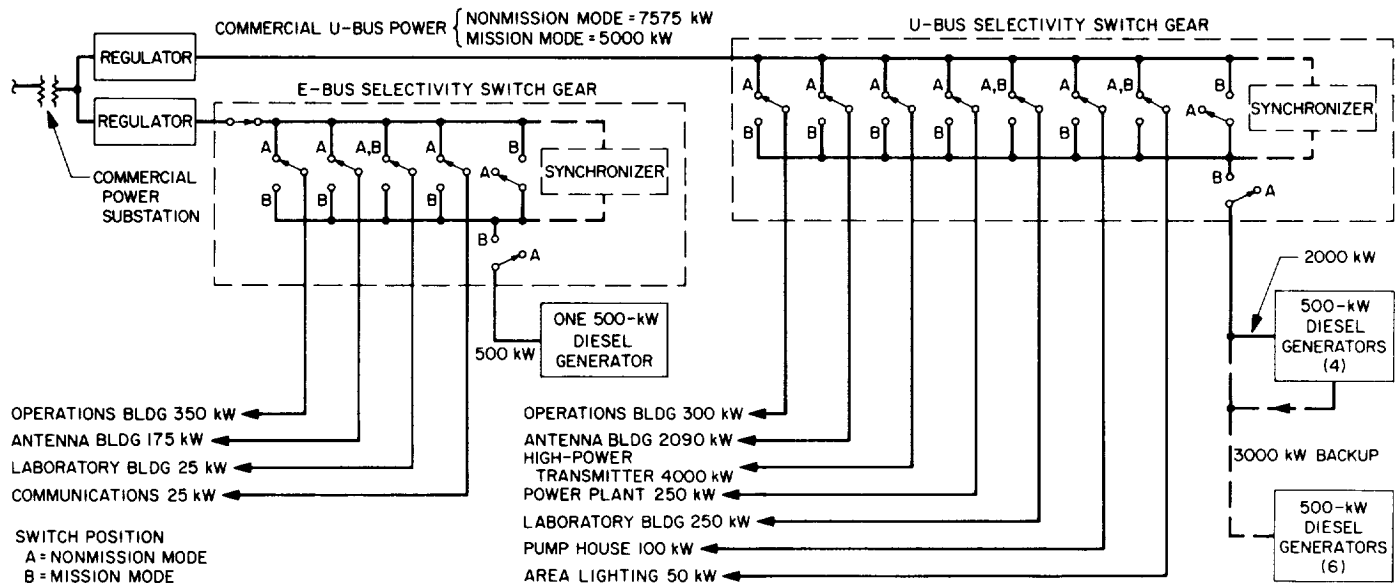 COMMERCIAL U-BUS POWER { NONMISSION MODE = 7575 kW
MISSION MODE = 5000 kW
U-BUS SELECTIVITY SWITCH GEAR
REGULATOR
REGULATOR
E-BUS SELECTIVITY SWITCH GEAR
COMMERCIAL
POWER
SUBSTATION
A
A
A,B
A
B
A
B
B
B
B
B
A
SYNCHRONIZER
A
A
A
A
A,B
A
A,B
B
A
B
B
B
B
B
B
B
B
A
SYNCHRONIZER
500 kW
ONE 500-kW
DIESEL
GENERATOR
2000 kW
500-kW
DIESEL
GENERATORS
(4)
3000 kW BACKUP
500-kW
DIESEL
GENERATORS
(6)
OPERATIONS BLDG 350 kW
ANTENNA BLDG 175 kW
LABORATORY BLDG 25 kW
COMMUNICATIONS 25 kW
OPERATIONS BLDG 300 kW
ANTENNA BLDG 2090 kW
HIGH-POWER
TRANSMITTER 4000 kW
POWER PLANT 250 kW
LABORATORY BLDG 250 kW
PUMP HOUSE 100 kW
AREA LIGHTING 50 kW
SWITCH POSITION
A = NONMISSION MODE
B = MISSION MODE